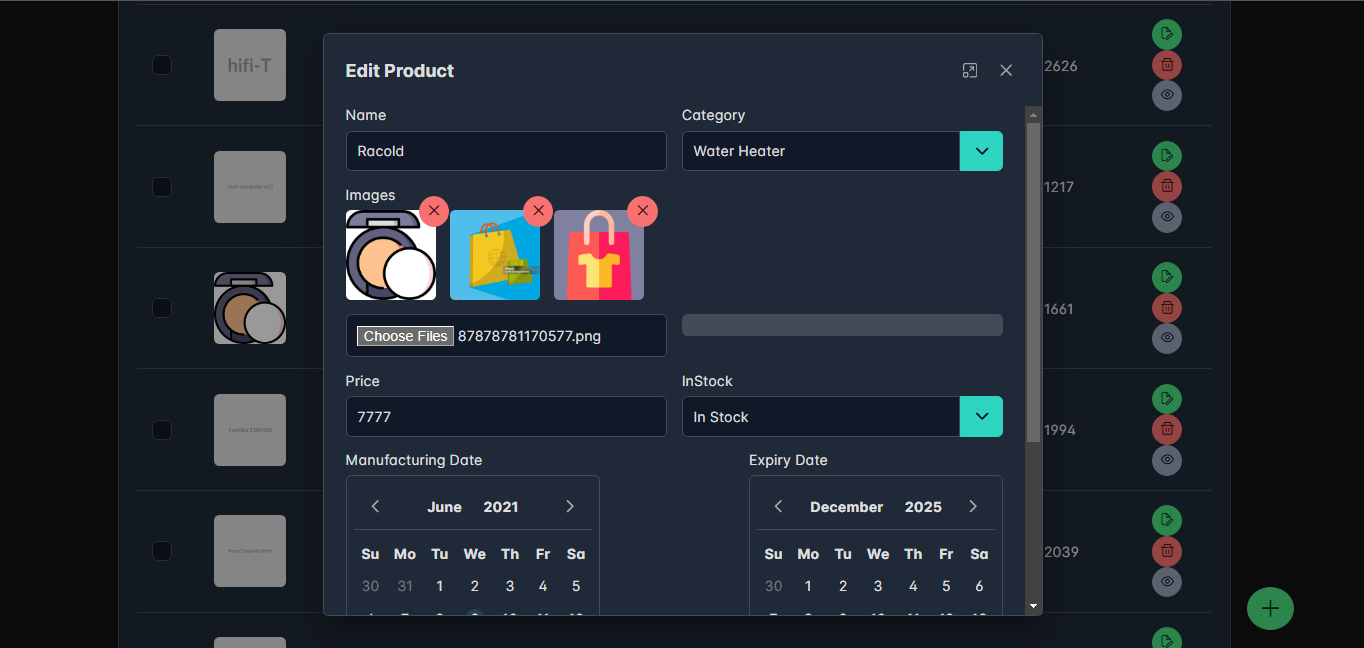 hifi-T
2626
Edit Product
Name
Category
Racold
Water Heater
1217
Images
1661
Choose Files 87878781170577.png
Price
InStock
7777
In Stock
Toshiba CDR430
1994
Manufacturing Date
Expiry Date
June 2021
December 2025
2039
Su Mo Tu We Th Fr Sa
Su Mo Tu We Th Fr Sa
30 31 1 2 3 4 5
30 1 2 3 4 5 6